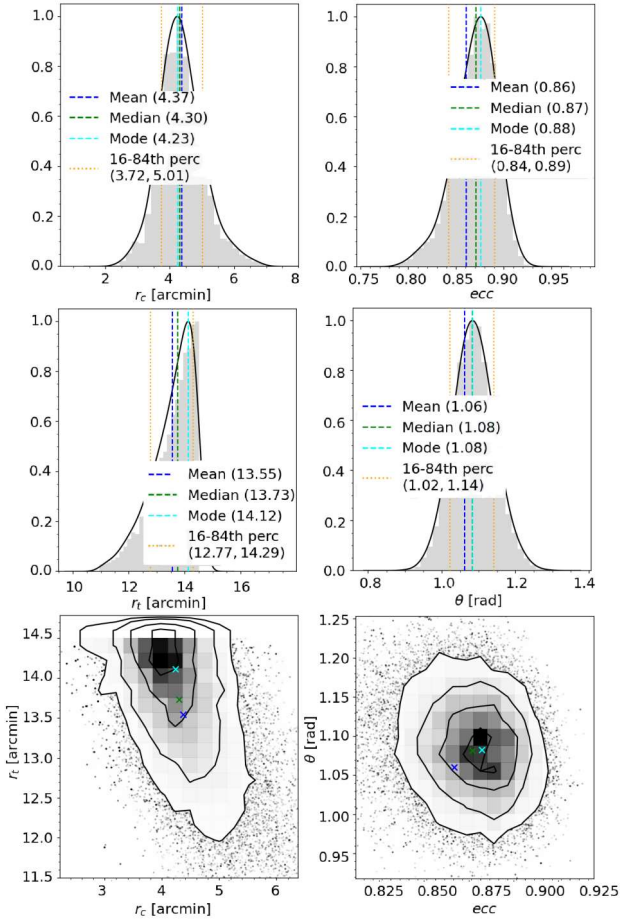 1.0
0.8
0.6
0.4
0.2
0.0
Mean (4.37)
Median (4.30)
Mode (4.23)
16-84th perc
(3.72, 5.01)
2 4 6 8
r_c [arcmin]
1.0
0.8
0.6
0.4
0.2
0.0
Mean (0.86)
Median (0.87)
Mode (0.88)
16-84th perc
(0.84, 0.89)
0.75 0.80 0.85 0.90 0.95
ecc
1.0
0.8
0.6
0.4
0.2
0.0
Mean (13.55)
Median (13.73)
Mode (14.12)
16-84th perc
(12.77, 14.29)
10 12 14 16
r_t [arcmin]
1.0
0.8
0.6
0.4
0.2
0.0
Mean (1.06)
Median (1.08)
Mode (1.08)
16-84th perc
(1.02, 1.14)
0.8 1.0 1.2 1.4
θ [rad]
r_t [arcmin]
14.5
14.0
13.5
13.0
12.5
12.0
11.5
3 4 5 6
r_c [arcmin]
θ [rad]
1.25
1.20
1.15
1.10
1.05
1.00
0.95
0.825 0.850 0.875 0.900 0.925
ecc